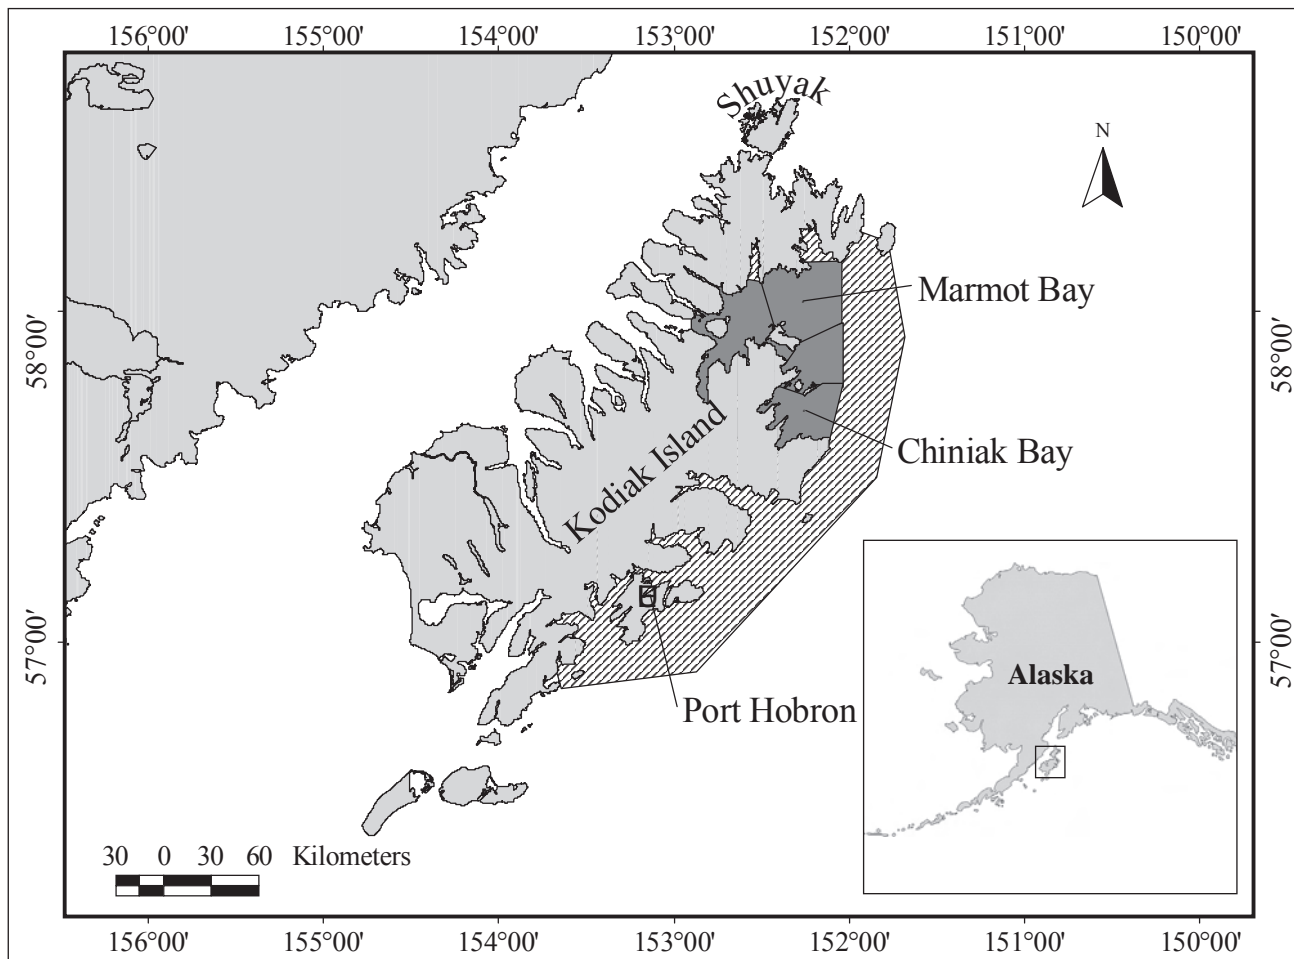 156°00′ 155°00′ 154°00′ 153°00′ 152°00′ 151°00′ 150°00′
Shuyak
N
Marmot Bay
58°00′
58°00′
Chiniak Bay
Kodiak Island
57°00′
57°00′
Port Hobron
Alaska
30 0 30 60 Kilometers
156°00′ 155°00′ 154°00′ 153°00′ 152°00′ 151°00′ 150°00′